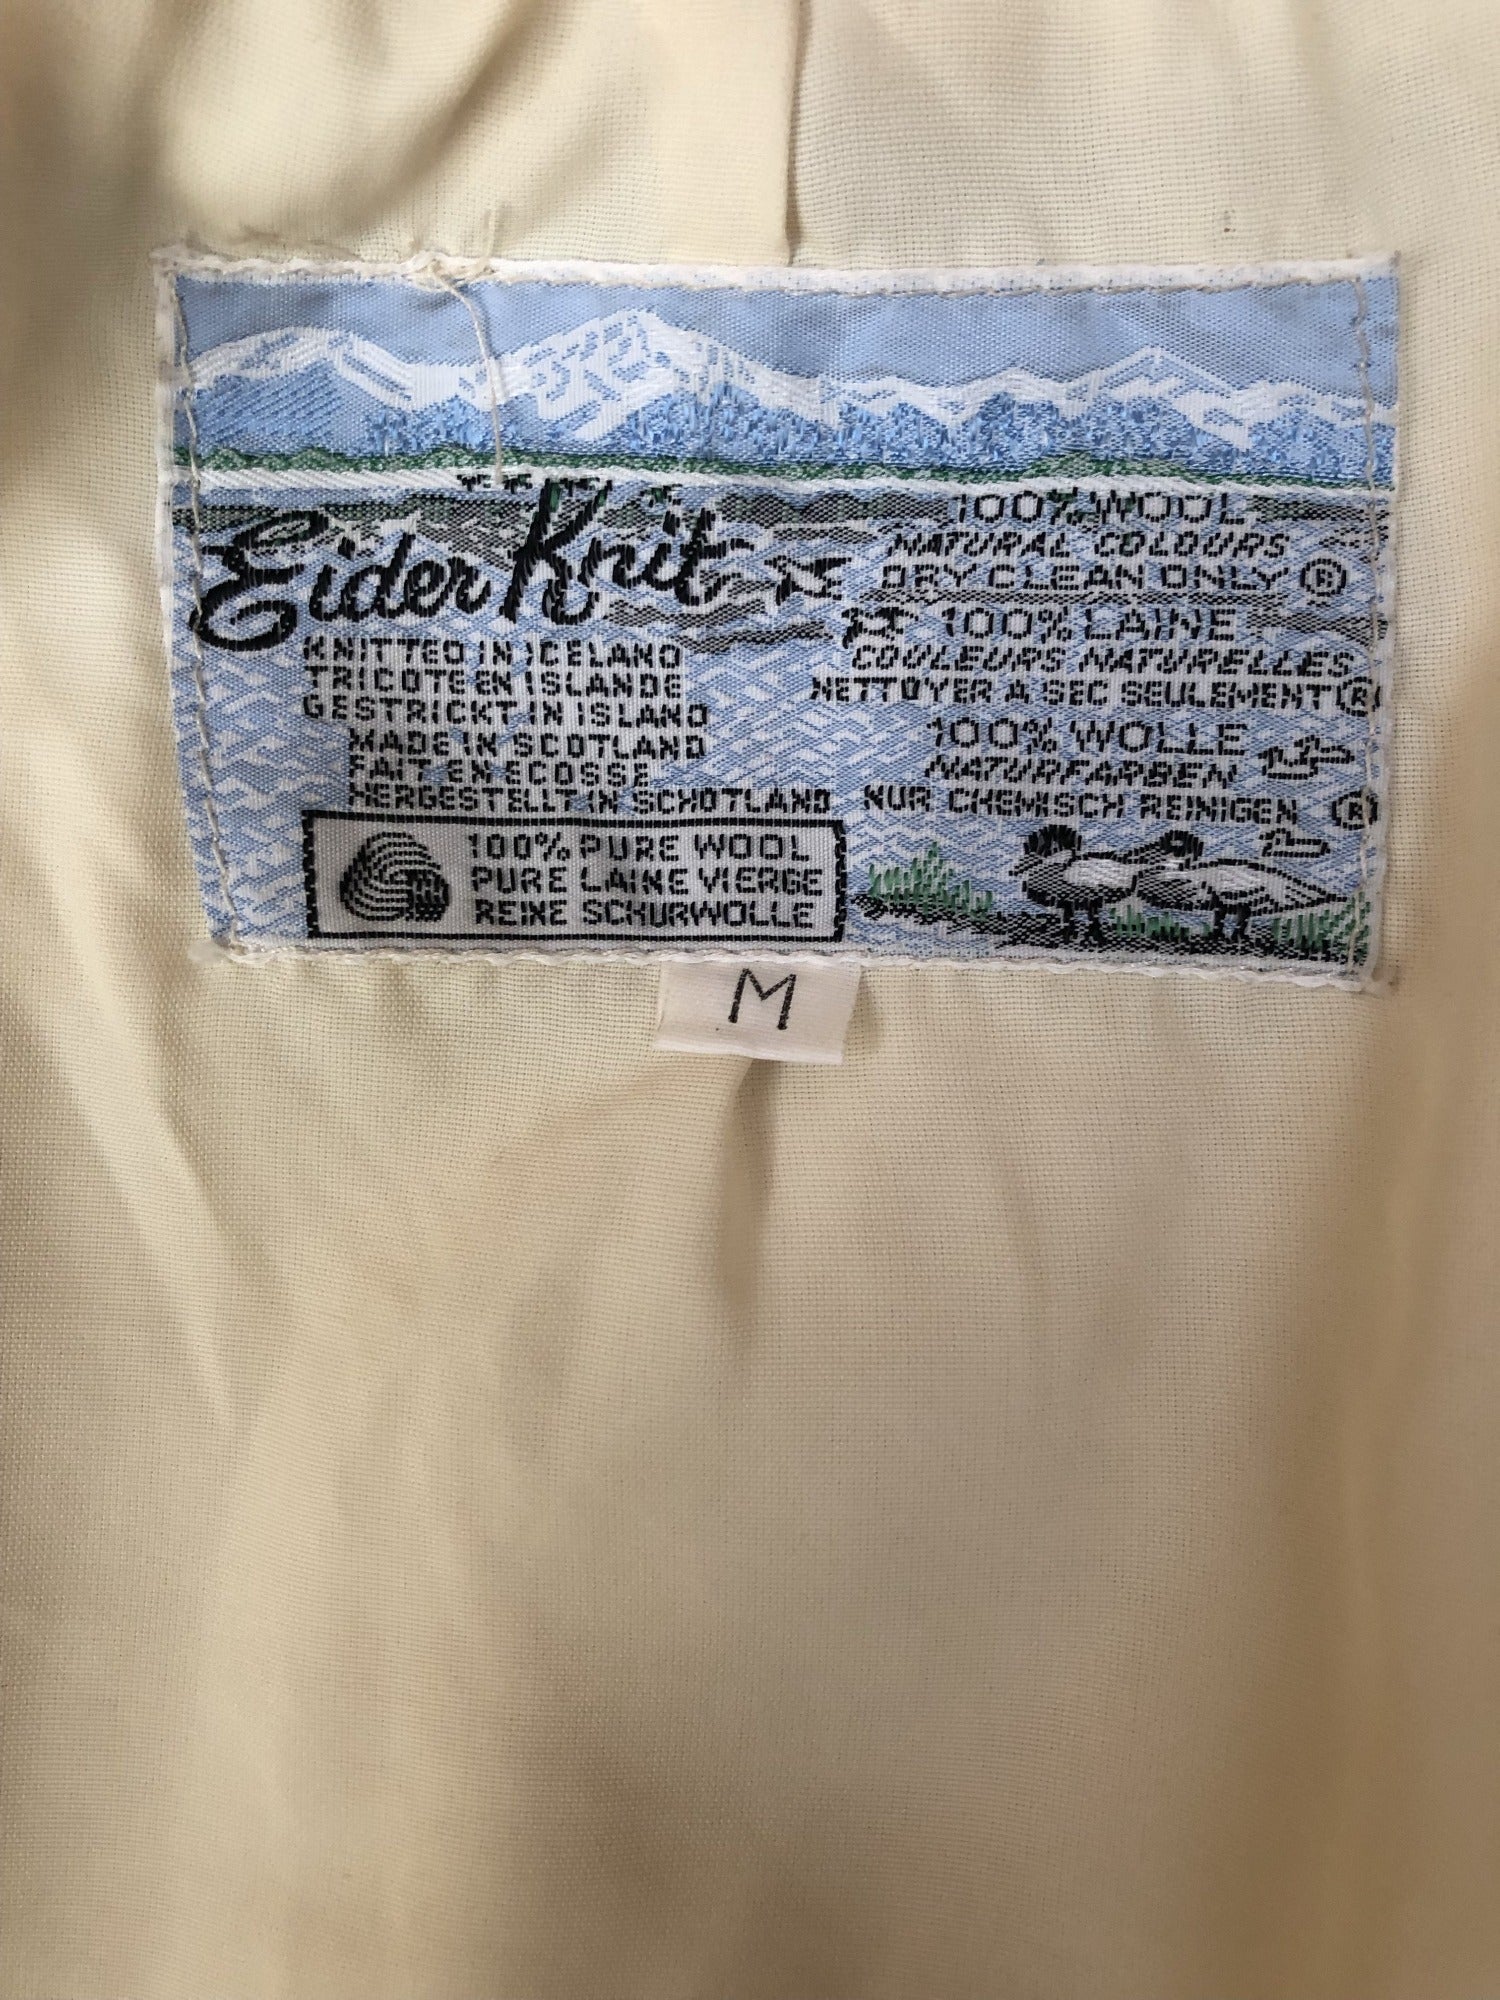 Eider Knit
KNITTED IN ICELAND
TRICOTE EN ISLANDE
GESTRICKT IN ISLAND
MADE IN SCOTLAND
FAIT EN ECOSSE
HERGESTELLT IN SCHOTLAND
100% PURE WOOL
PURE LAINE VIERGE
REINE SCHURWOLLE
100% WOOL
NATURAL COLOURS
DRY CLEAN ONLY Ⓡ
100% LAINE
COULEURS NATURELLES
NETTOYER A SEC SEULEMENT Ⓡ
100% WOLLE
NATURFARBEN
NUR CHEMISCH REINIGEN Ⓡ
M